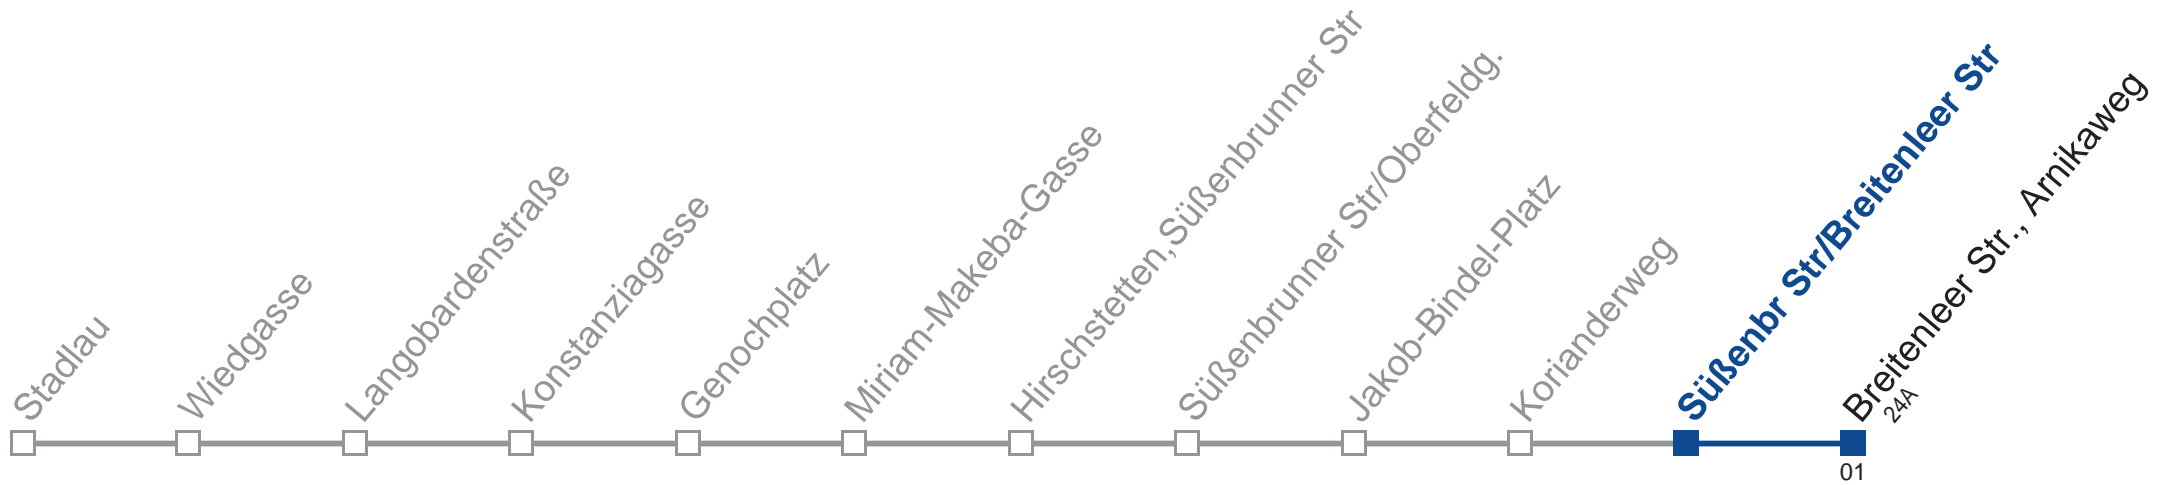 Stadlau
Wiedgasse
Langobardenstraße
Konstanziagasse
Genochplatz
Miriam-Makeba-Gasse
Hirschstetten,Süßenbrunner Str
Süßenbrunner Str/Oberfeldg.
Jakob-Bindel-Platz
Korianderweg
Süßenbr Str/Breitenleer Str
Breitenleer Str., Arnikaweg
24A
01